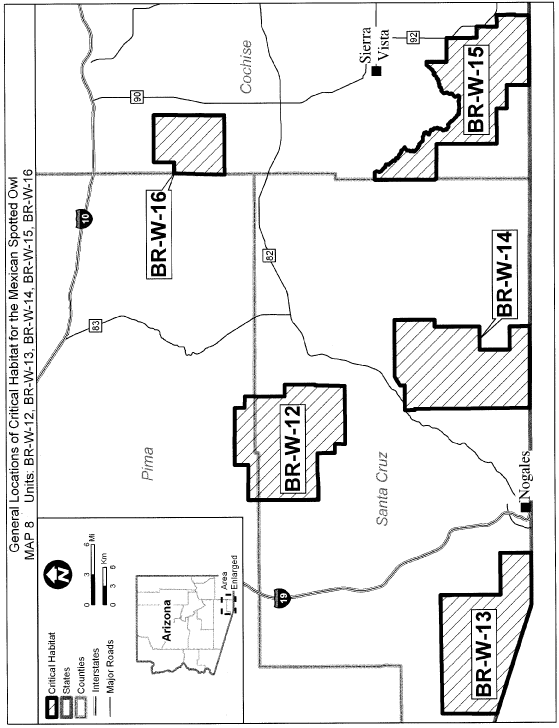 General Locations of Critical Habitat for the Mexican Spotted Owl
MAP 8 Units: BR-W-12, BR-W-13, BR-W-14, BR-W-15, BR-W-16
Critical Habitat
States
Counties
Interstates
Major Roads
N
0 3 6 Mi
0 3 6 Km
Arizona
Area
Enlarged
Pima
Cochise
Santa Cruz
10
83
90
82
92
19
BR-W-16
BR-W-12
BR-W-15
BR-W-14
BR-W-13
Sierra
Vista
Nogales